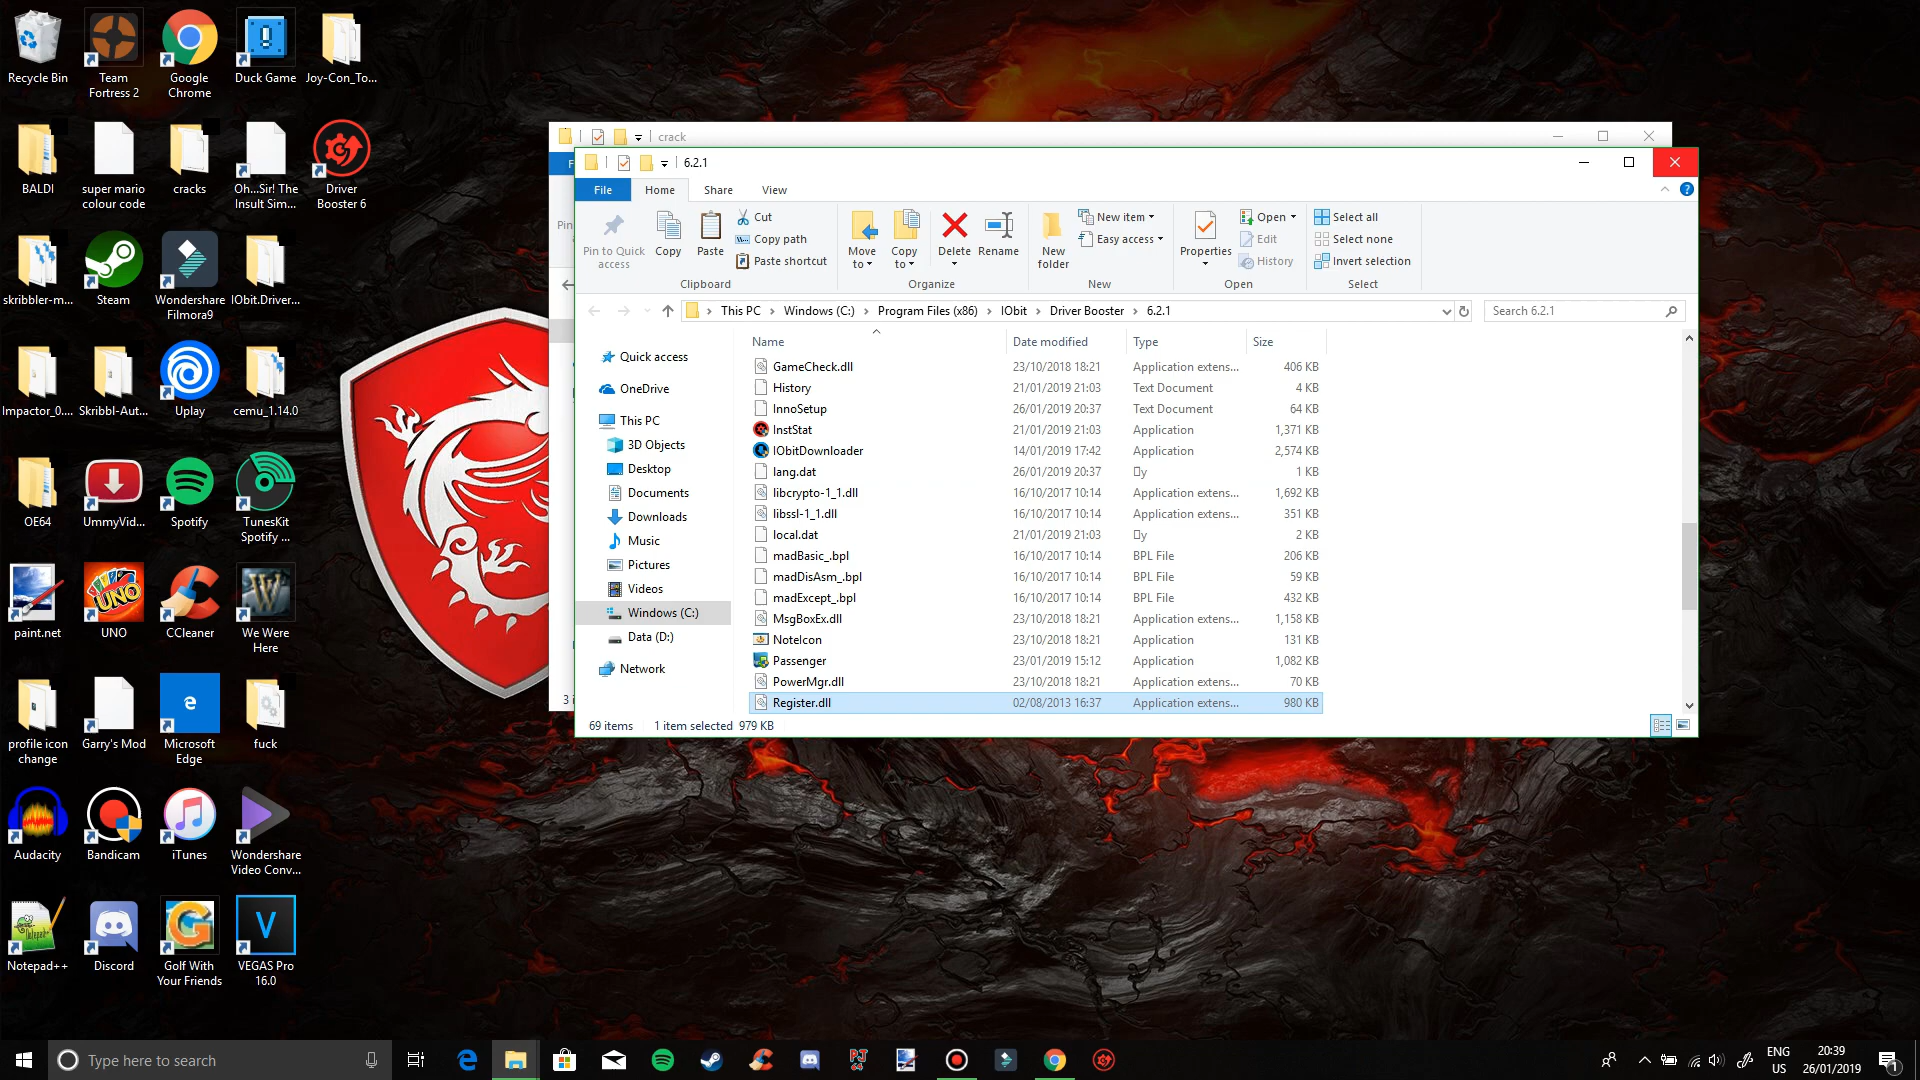 Recycle Bin
Team
Fortress 2
Google
Chrome
Duck Game
Joy-Con_To...
BALDI
super mario
colour code
cracks
Oh...Sir! The
Insult Sim...
Driver
Booster 6
skribbler-m...
Steam
Wondershare
Filmora9
IObit.Driver...
Impactor_0....
Skribbl-Aut...
Uplay
cemu_1.14.0
OE64
UmmyVid...
Spotify
TunesKit
Spotify ...
paint.net
UNO
CCleaner
We Were
Here
profile icon
change
Garry's Mod
Microsoft
Edge
fuck
Audacity
Bandicam
iTunes
Wondershare
Video Conv...
Notepad++
Discord
Golf With
Your Friends
VEGAS Pro
16.0
crack
6.2.1
File
Home
Share
View
Pin to Quick
access
Copy
Paste
Cut
Copy path
Paste shortcut
Clipboard
Move
to
Copy
to
Delete
Rename
Organize
New
folder
New item
Easy access
New
Properties
Open
Edit
History
Open
Select all
Select none
Invert selection
Select
This PC
Windows (C:)
Program Files (x86)
IObit
Driver Booster
6.2.1
Search 6.2.1
Quick access
OneDrive
This PC
3D Objects
Desktop
Documents
Downloads
Music
Pictures
Videos
Windows (C:)
Data (D:)
Network
Name Date modified Type Size
GameCheck.dll 23/10/2018 18:21 Application extens... 406 KB
History 21/01/2019 21:03 Text Document 4 KB
InnoSetup 26/01/2019 20:37 Text Document 64 KB
InstStat 21/01/2019 21:03 Application 1,371 KB
IObitDownloader 14/01/2019 17:42 Application 2,574 KB
lang.dat 26/01/2019 20:37 y 1 KB
libcrypto-1_1.dll 16/10/2017 10:14 Application extens... 1,692 KB
libssl-1_1.dll 16/10/2017 10:14 Application extens... 351 KB
local.dat 21/01/2019 21:03 y 2 KB
madBasic_.bpl 16/10/2017 10:14 BPL File 206 KB
madDisAsm_.bpl 16/10/2017 10:14 BPL File 59 KB
madExcept_.bpl 16/10/2017 10:14 BPL File 432 KB
MsgBoxEx.dll 23/10/2018 18:21 Application extens... 1,158 KB
NoteIcon 23/10/2018 18:21 Application 131 KB
Passenger 23/01/2019 15:12 Application 1,082 KB
PowerMgr.dll 23/10/2018 18:21 Application extens... 70 KB
Register.dll 02/08/2013 16:37 Application extens... 980 KB
69 items 1 item selected 979 KB
Type here to search
ENG
US
20:39
26/01/2019
1